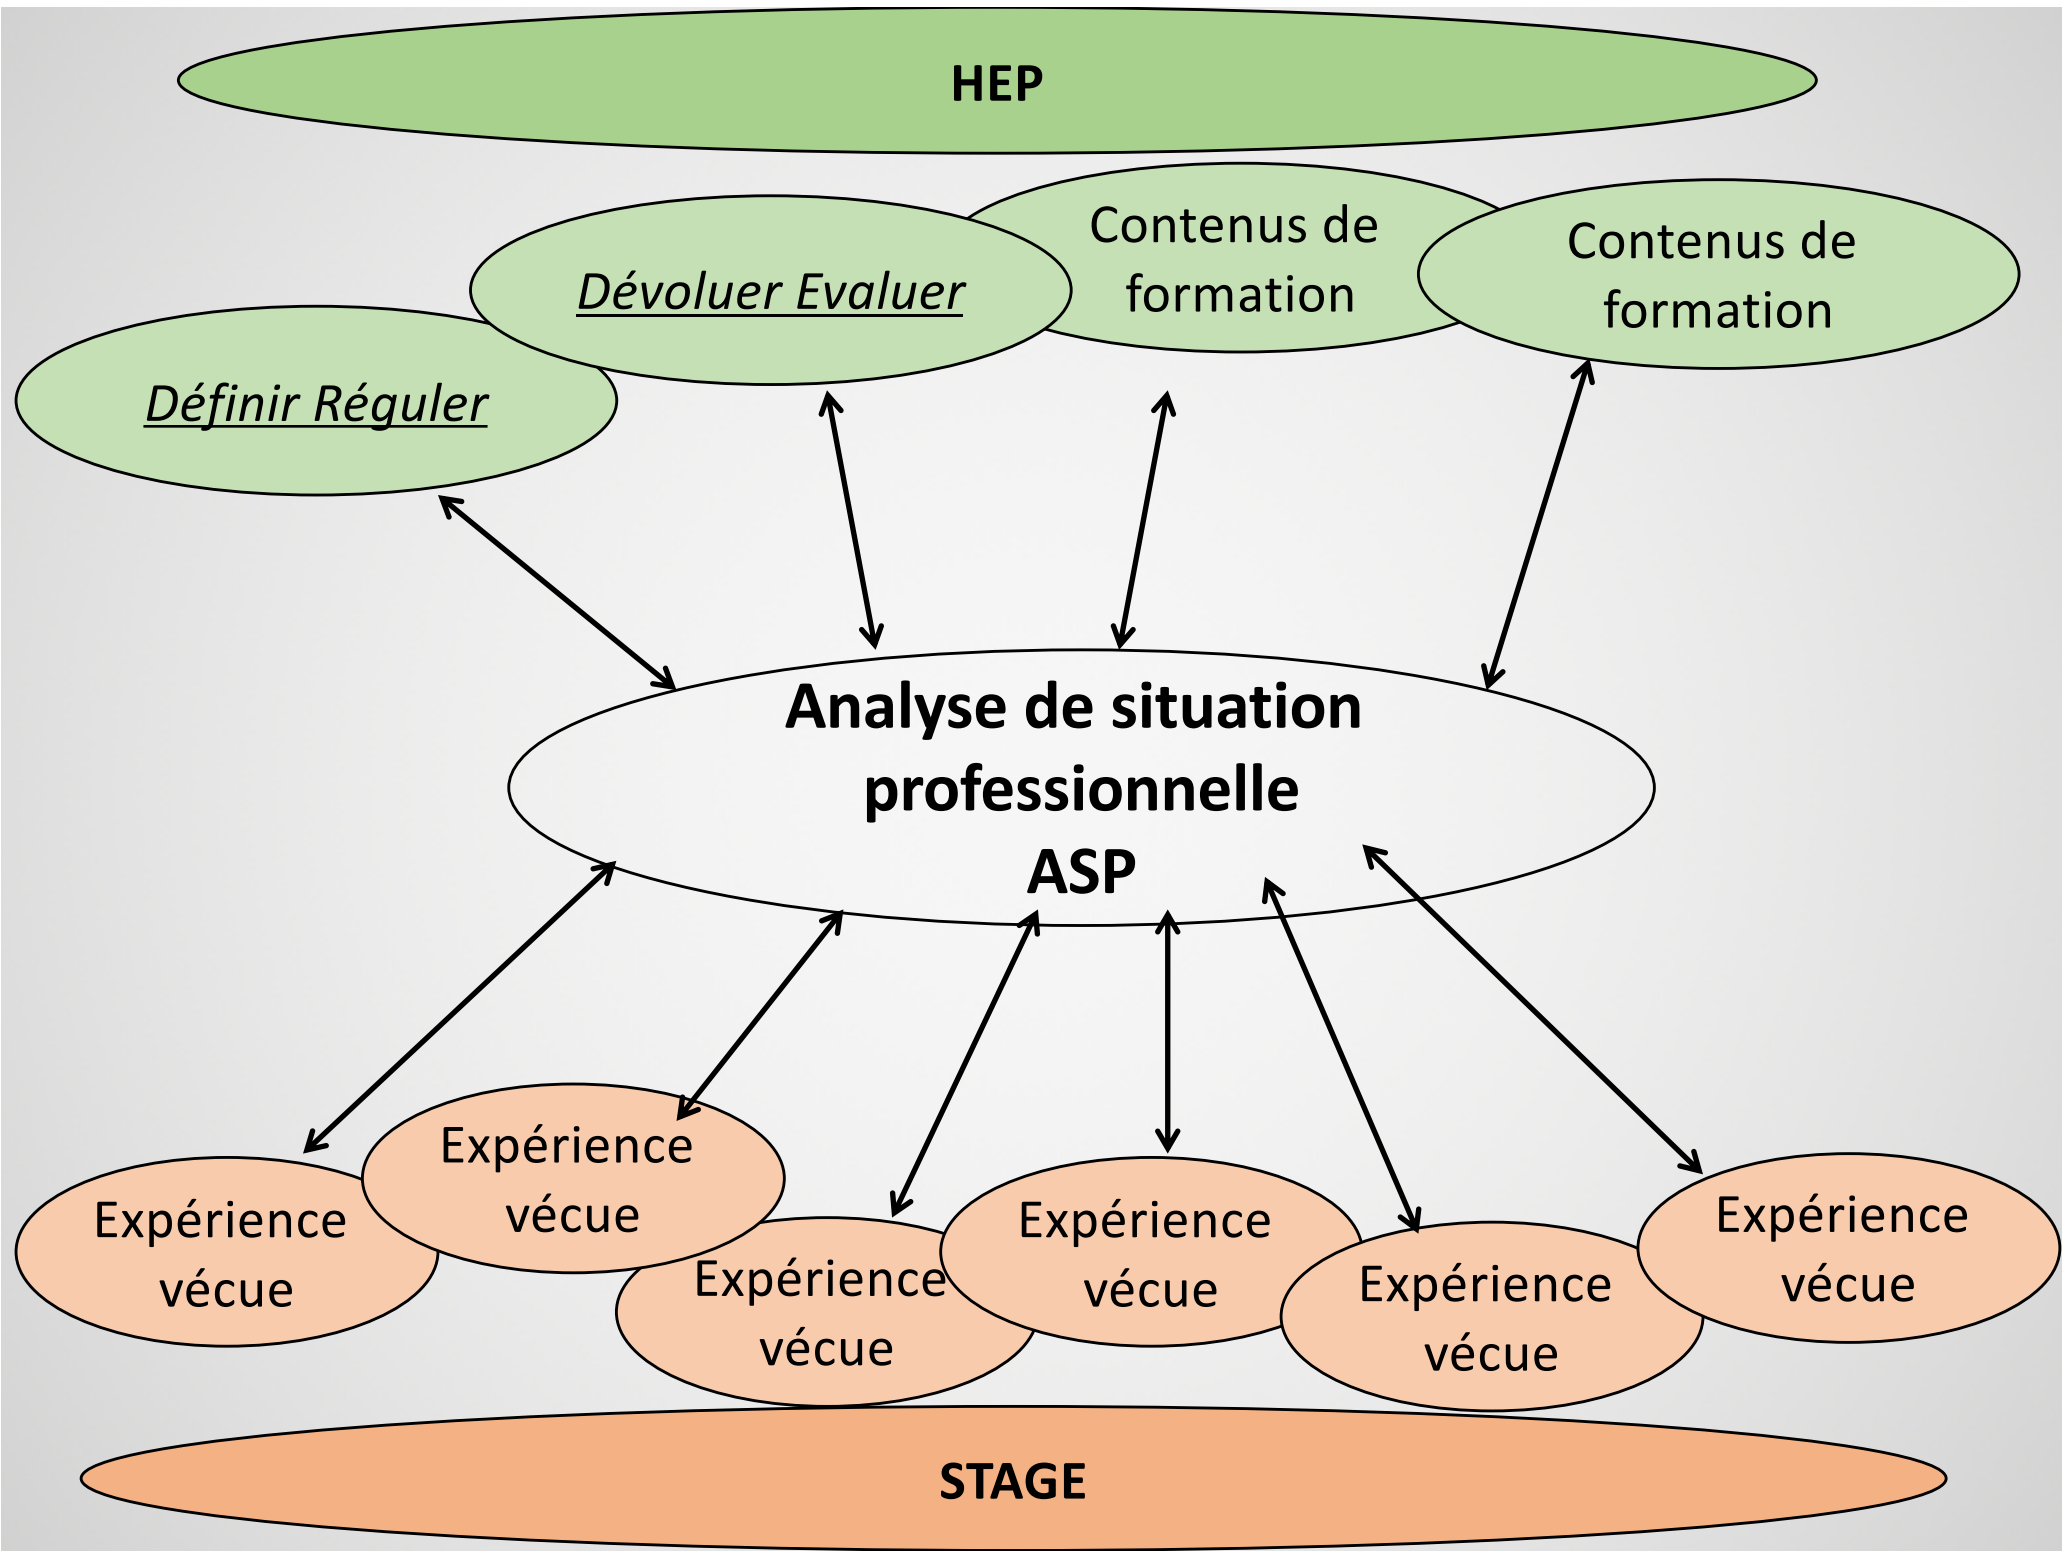 HEP
Définir Réguler
Dévoluer Evaluer
Contenus de
formation
Contenus de
formation
Analyse de situation
professionnelle
ASP
Expérience
vécue
Expérience
vécue
Expérience
vécue
Expérience
vécue
Expérience
vécue
Expérience
vécue
STAGE